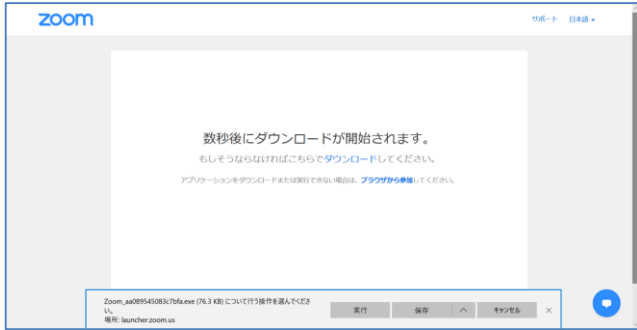 zoom
サポート 日本語
数秒後にダウンロードが開始されます。
もしそうならなければこちらでダウンロードしてください。
アプリケーションをダウンロードまたは実行できない場合は、ブラウザから参加してください。
Zoom_aa089545083c7bfa.exe (76.3 KB) について行う操作を選んでくださ
い。
場所: launcher.zoom.us
実行 保存 キャンセル